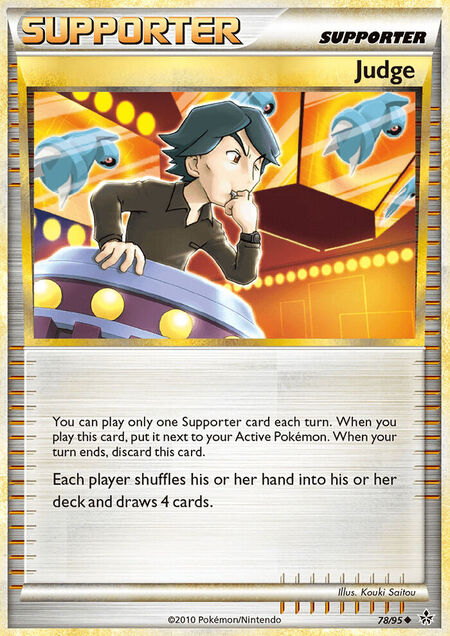 SUPPORTER SUPPORTER
Judge
You can play only one Supporter card each turn. When you
play this card, put it next to your Active Pokémon. When your
turn ends, discard this card.
Each player shuffles his or her hand into his or her
deck and draws 4 cards.
Illus. Kouki Saitou
©2010 Pokémon/Nintendo 78/95